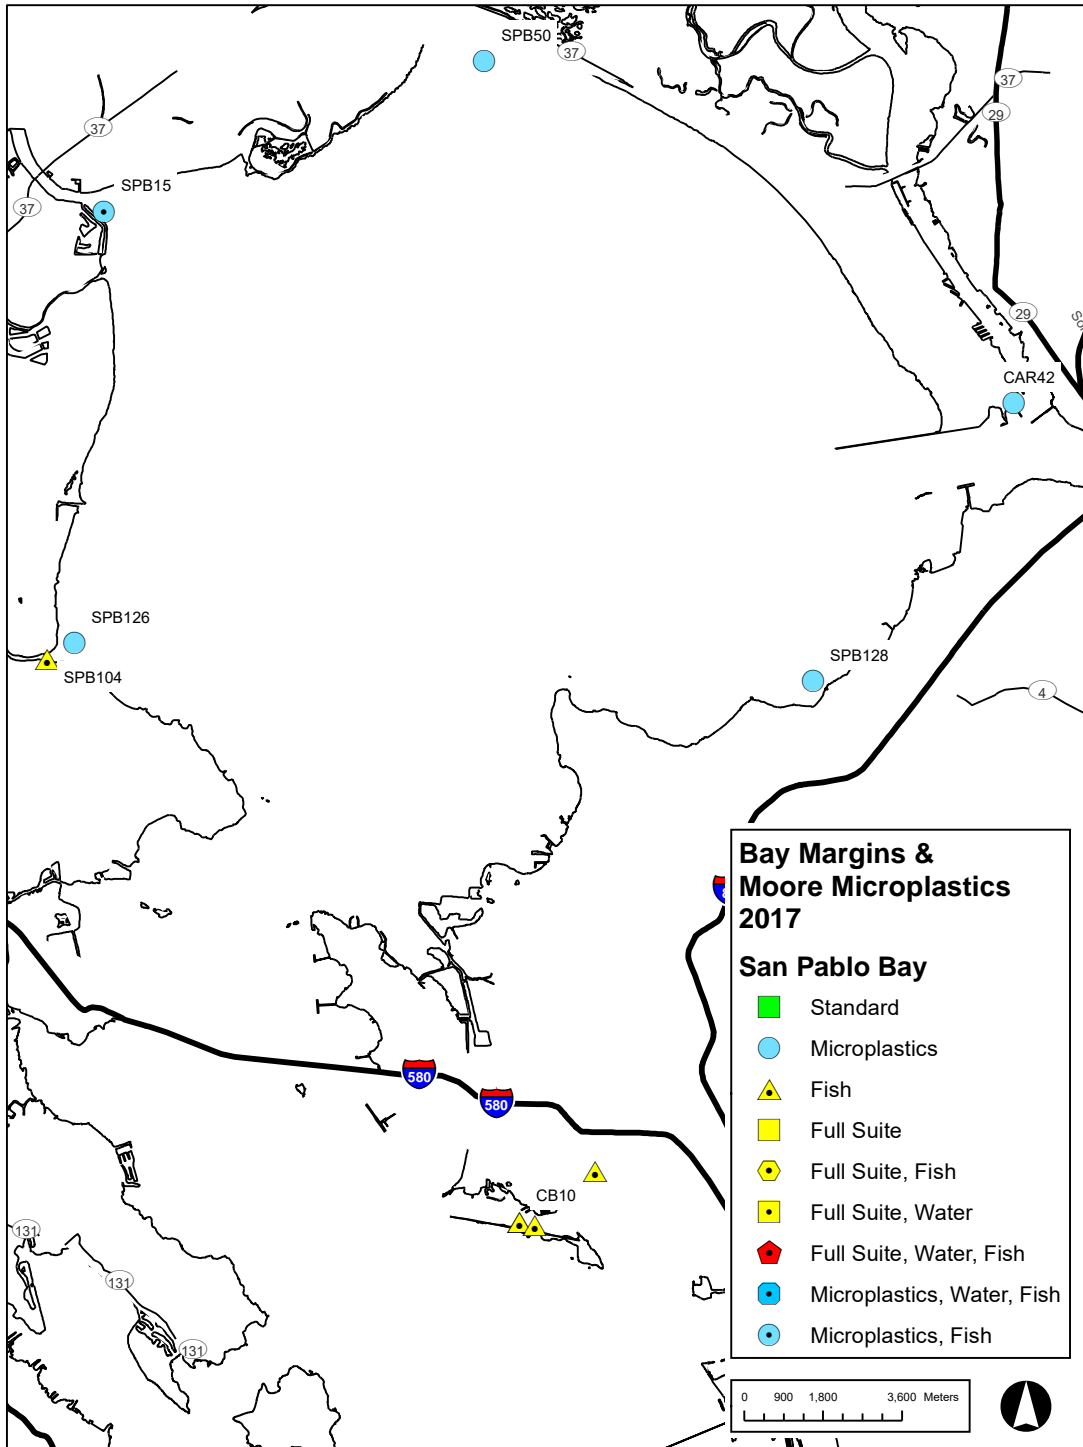 SPB50
37
37
29
37
SPB15
37
29
CAR42
SPB126
SPB104
SPB128
4
Bay Margins &
Moore Microplastics
2017
San Pablo Bay
Standard
Microplastics
Fish
Full Suite
Full Suite, Fish
Full Suite, Water
Full Suite, Water, Fish
Microplastics, Water, Fish
Microplastics, Fish
580
580
CB10
131
131
131
0 900 1,800 3,600 Meters